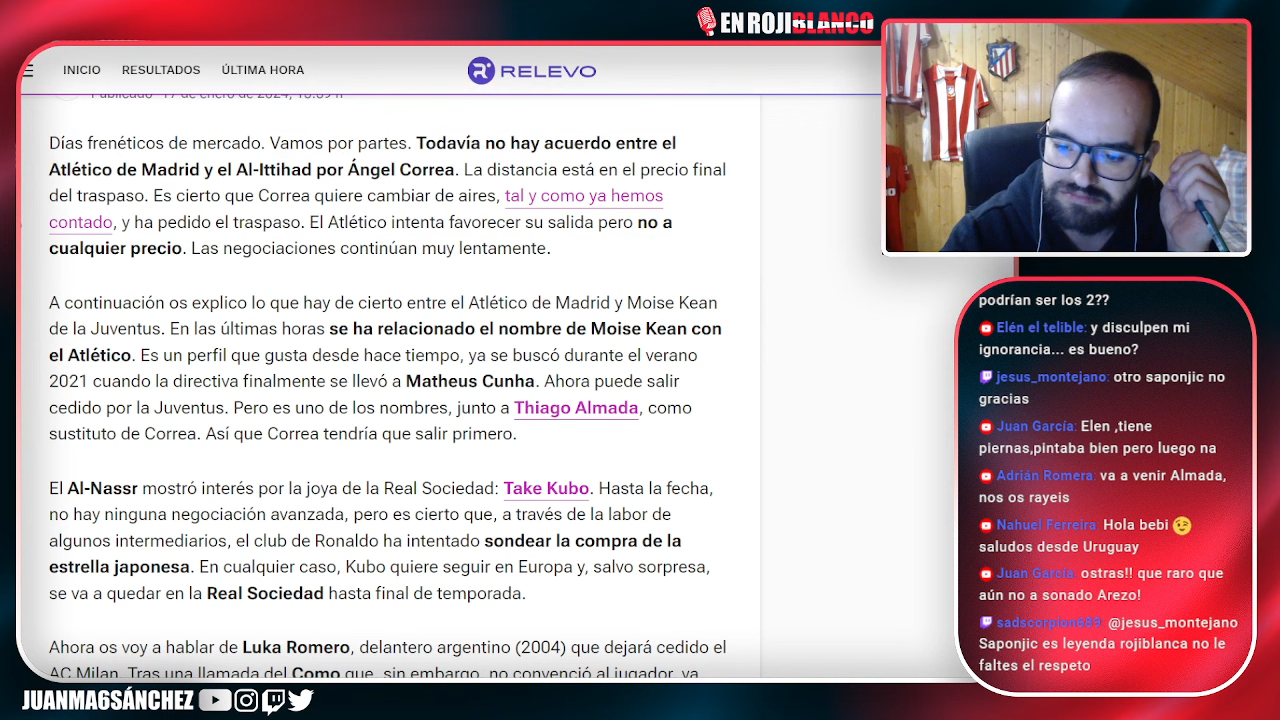 EN ROJIBLANCO
INICIO RESULTADOS ÚLTIMA HORA
RELEVO
Publicado 17 de enero de 2024,
Días frenéticos de mercado. Vamos por partes. Todavía no hay acuerdo entre el
Atlético de Madrid y el Al-Ittihad por Ángel Correa. La distancia está en el precio final
del traspaso. Es cierto que Correa quiere cambiar de aires, tal y como ya hemos
contado, y ha pedido el traspaso. El Atlético intenta favorecer su salida pero no a
cualquier precio. Las negociaciones continúan muy lentamente.
A continuación os explico lo que hay de cierto entre el Atlético de Madrid y Moise Kean
de la Juventus. En las últimas horas se ha relacionado el nombre de Moise Kean con
el Atlético. Es un perfil que gusta desde hace tiempo, ya se buscó durante el verano
2021 cuando la directiva finalmente se llevó a Matheus Cunha. Ahora puede salir
cedido por la Juventus. Pero es uno de los nombres, junto a Thiago Almada, como
sustituto de Correa. Así que Correa tendría que salir primero.
El Al-Nassr mostró interés por la joya de la Real Sociedad: Take Kubo. Hasta la fecha,
no hay ninguna negociación avanzada, pero es cierto que, a través de la labor de
algunos intermediarios, el club de Ronaldo ha intentado sondear la compra de la
estrella japonesa. En cualquier caso, Kubo quiere seguir en Europa y, salvo sorpresa,
se va a quedar en la Real Sociedad hasta final de temporada.
Ahora os voy a hablar de Luka Romero, delantero argentino (2004) que dejará cedido el
AC Milan. Tras una llamada del Como que, sin embargo, no convenció al jugador, ya
podrían ser los 2??
Elén el telible: y disculpen mi
ignorancia... es bueno?
jesus_montejano: otro saponjic no
gracias
Juan García: Elen ,tiene
piernas,pintaba bien pero luego na
Adrián Romera: va a venir Almada,
nos os rayeis
Nahuel Ferreira: Hola bebi 😉
saludos desde Uruguay
Juan García: ostras!! que raro que
aún no a sonado Arezo!
@jesus_montejano
Saponjic es leyenda rojiblanca no le
faltes el respeto
JUANMA6SÁNCHEZ